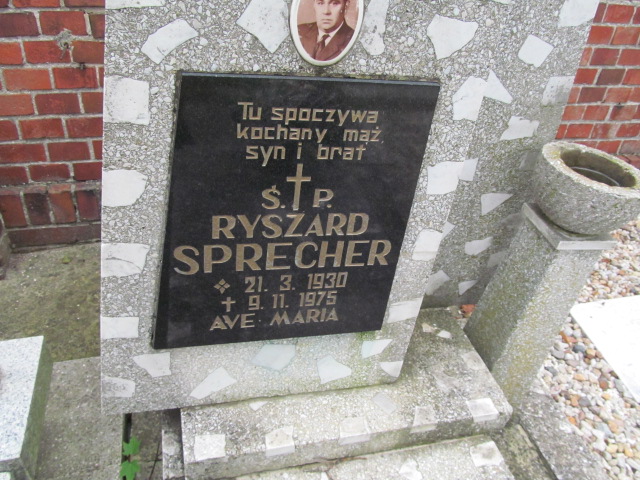 Tu spoczywa
kochany mąż
syn i brat
Ś. P.
RYSZARD
SPRECHER
21. 3. 1930
9. 11. 1975
AVE MARIA